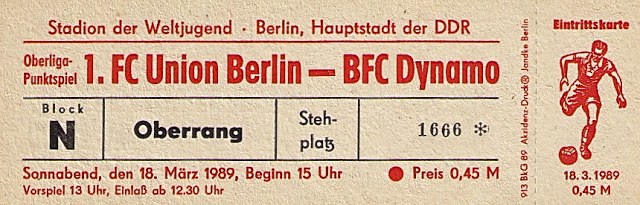 Stadion der Weltjugend · Berlin, Hauptstadt der DDR
Oberliga-
Punktspiel
1. FC Union Berlin — BFC Dynamo
Block
N
Oberrang
Steh-
platz
1666 *
Sonnabend, den 18. März 1989, Beginn 15 Uhr
Preis 0,45 M
Vorspiel 13 Uhr, Einlaß ab 12.30 Uhr
913 BkG 89 Akzidenz-Druck Jandke Berlin
Eintrittskarte
18. 3. 1989
0,45 M